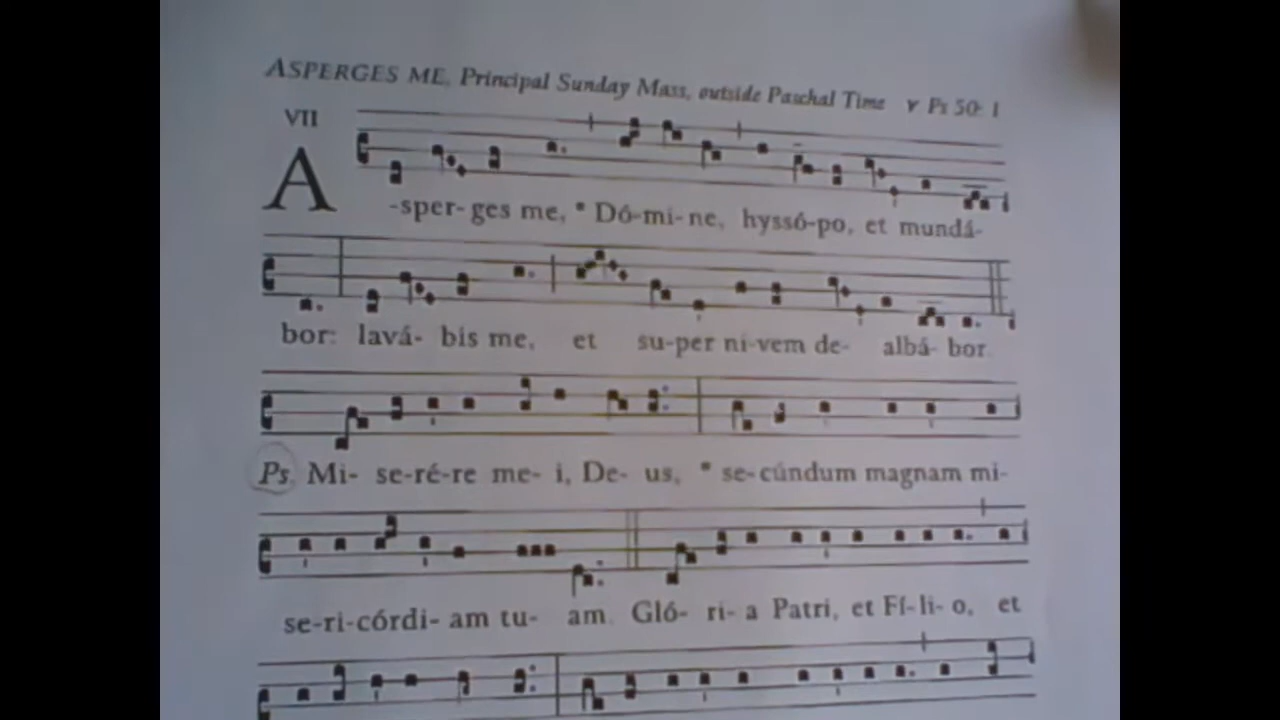 ASPERGES ME, Principal Sunday Mass, outside Paschal Time v Ps 50: 1
VII
A -sper- ges me, * Dó-mi-ne, hyssó-po, et mundá-
bor: lavá- bis me, et su-per ni-vem de- albá- bor.
Ps. Mi- se-ré-re me- i, De- us, * se-cúndum magnam mi-
se-ri-córdi- am tu- am. Gló- ri- a Patri, et Fí-li- o, et